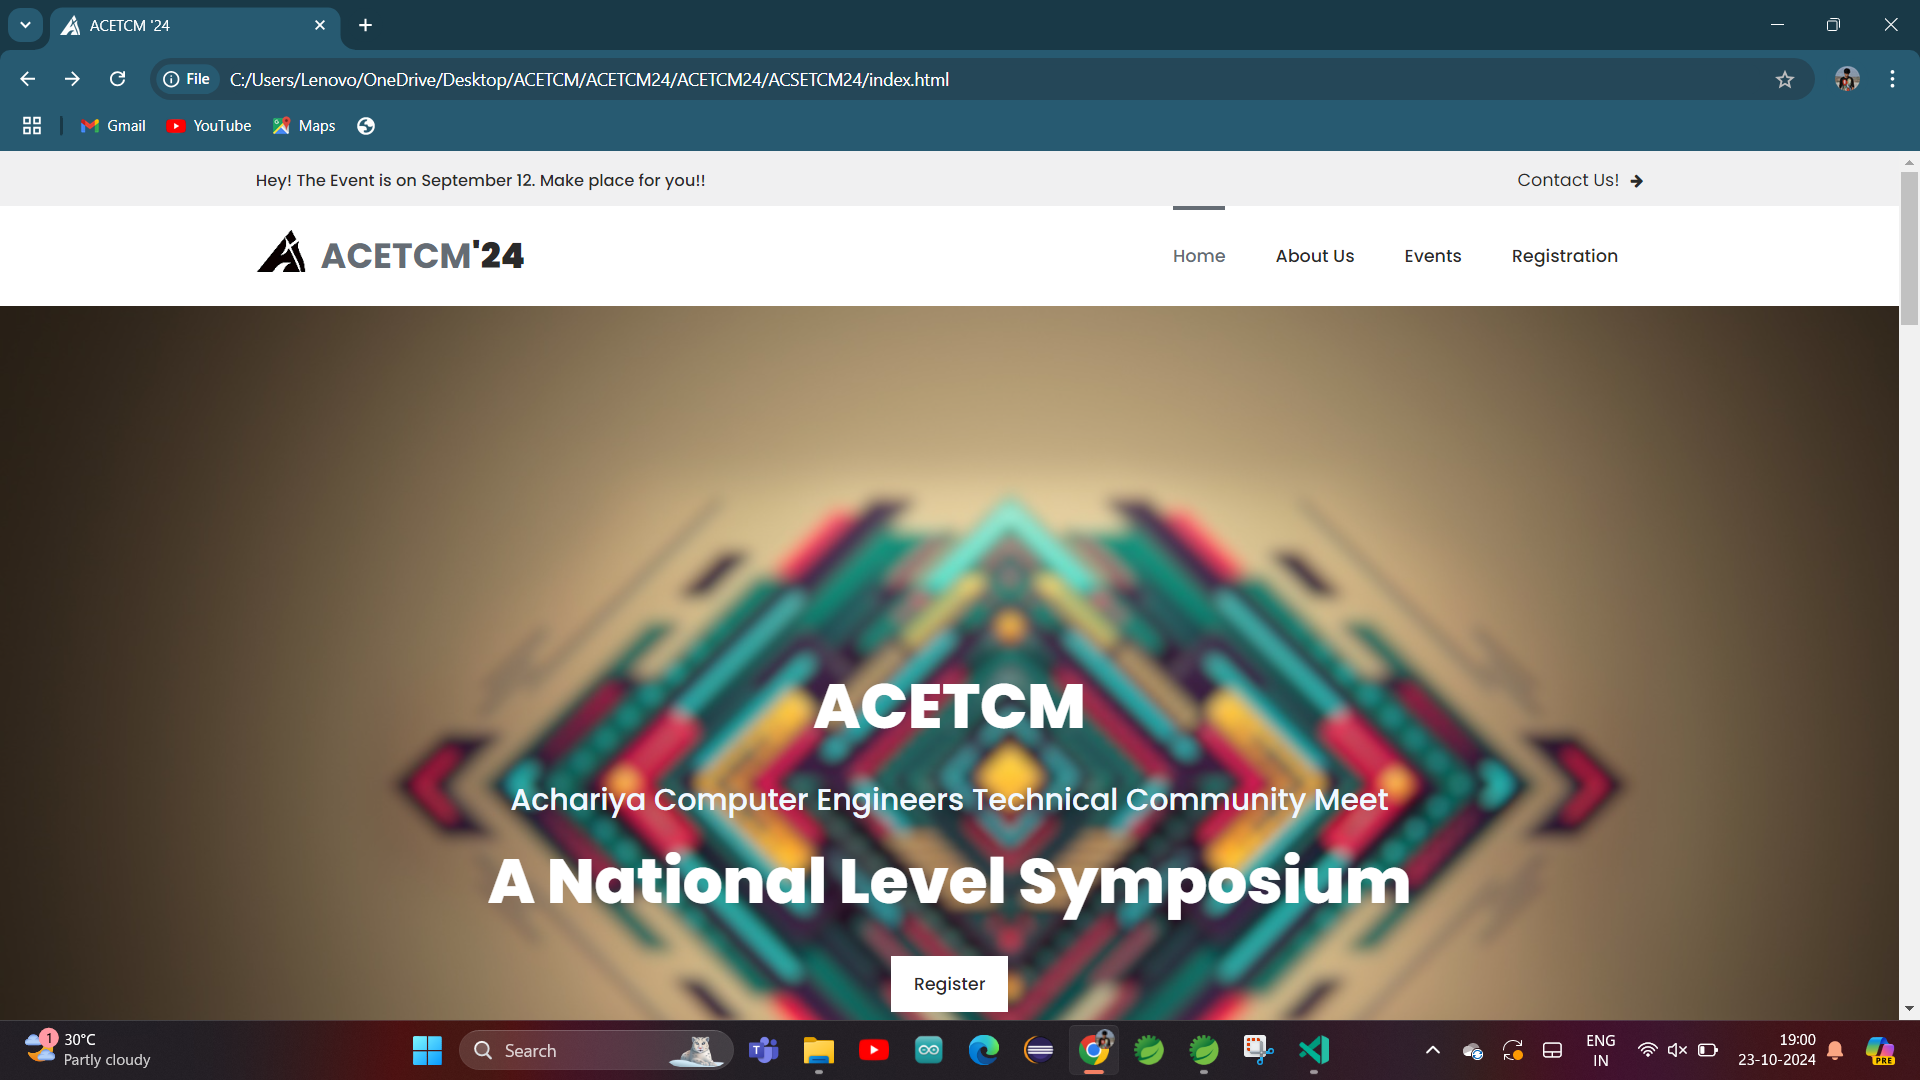 ACETCM '24
File C:/Users/Lenovo/OneDrive/Desktop/ACETCM/ACETCM24/ACETCM24/ACSETCM24/index.html
Gmail YouTube Maps
Hey! The Event is on September 12. Make place for you!! Contact Us!
ACETCM'24 Home About Us Events Registration
ACETCM
Achariya Computer Engineers Technical Community Meet
A National Level Symposium
Register
1 30°C
Partly cloudy
Search
ENG
IN
19:00
23-10-2024
PRE